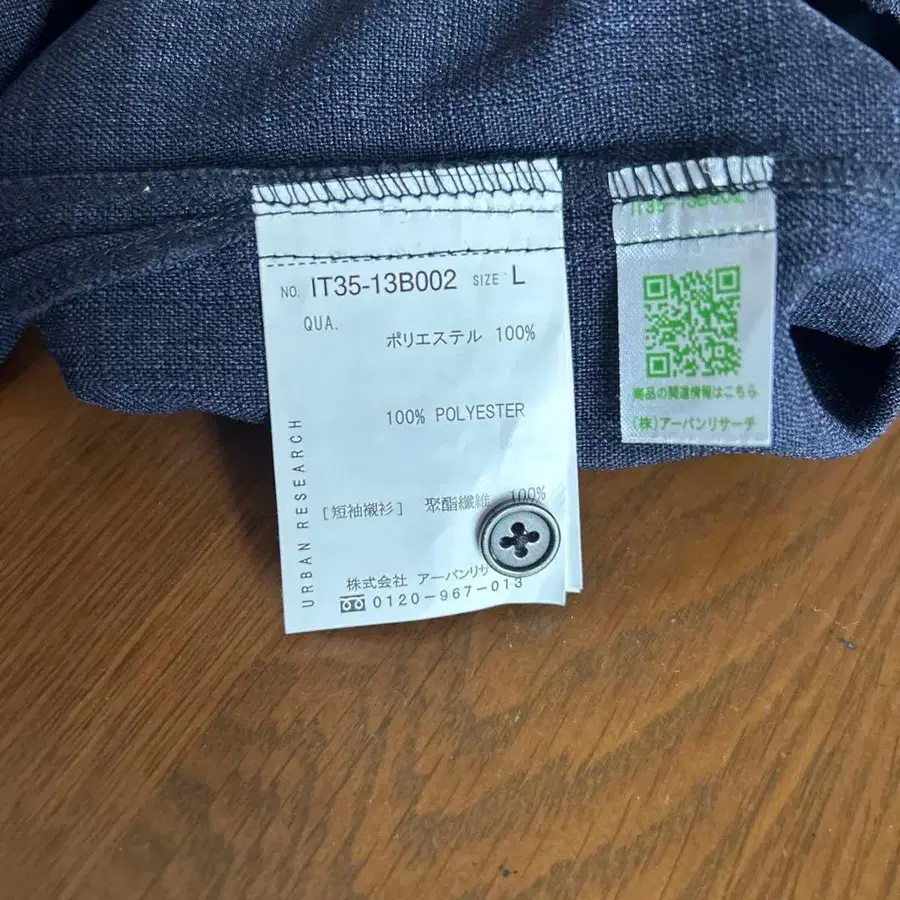 NO. IT35-13B002 SIZE L
QUA.
ポリエステル 100%
100% POLYESTER
[短袖襯衫] 聚酯纖維 100%
株式会社 アーバンリサ
0120-967-013
URBAN RESEARCH
IT35-13B002
商品の関連情報はこちら
(株)アーバンリサーチ